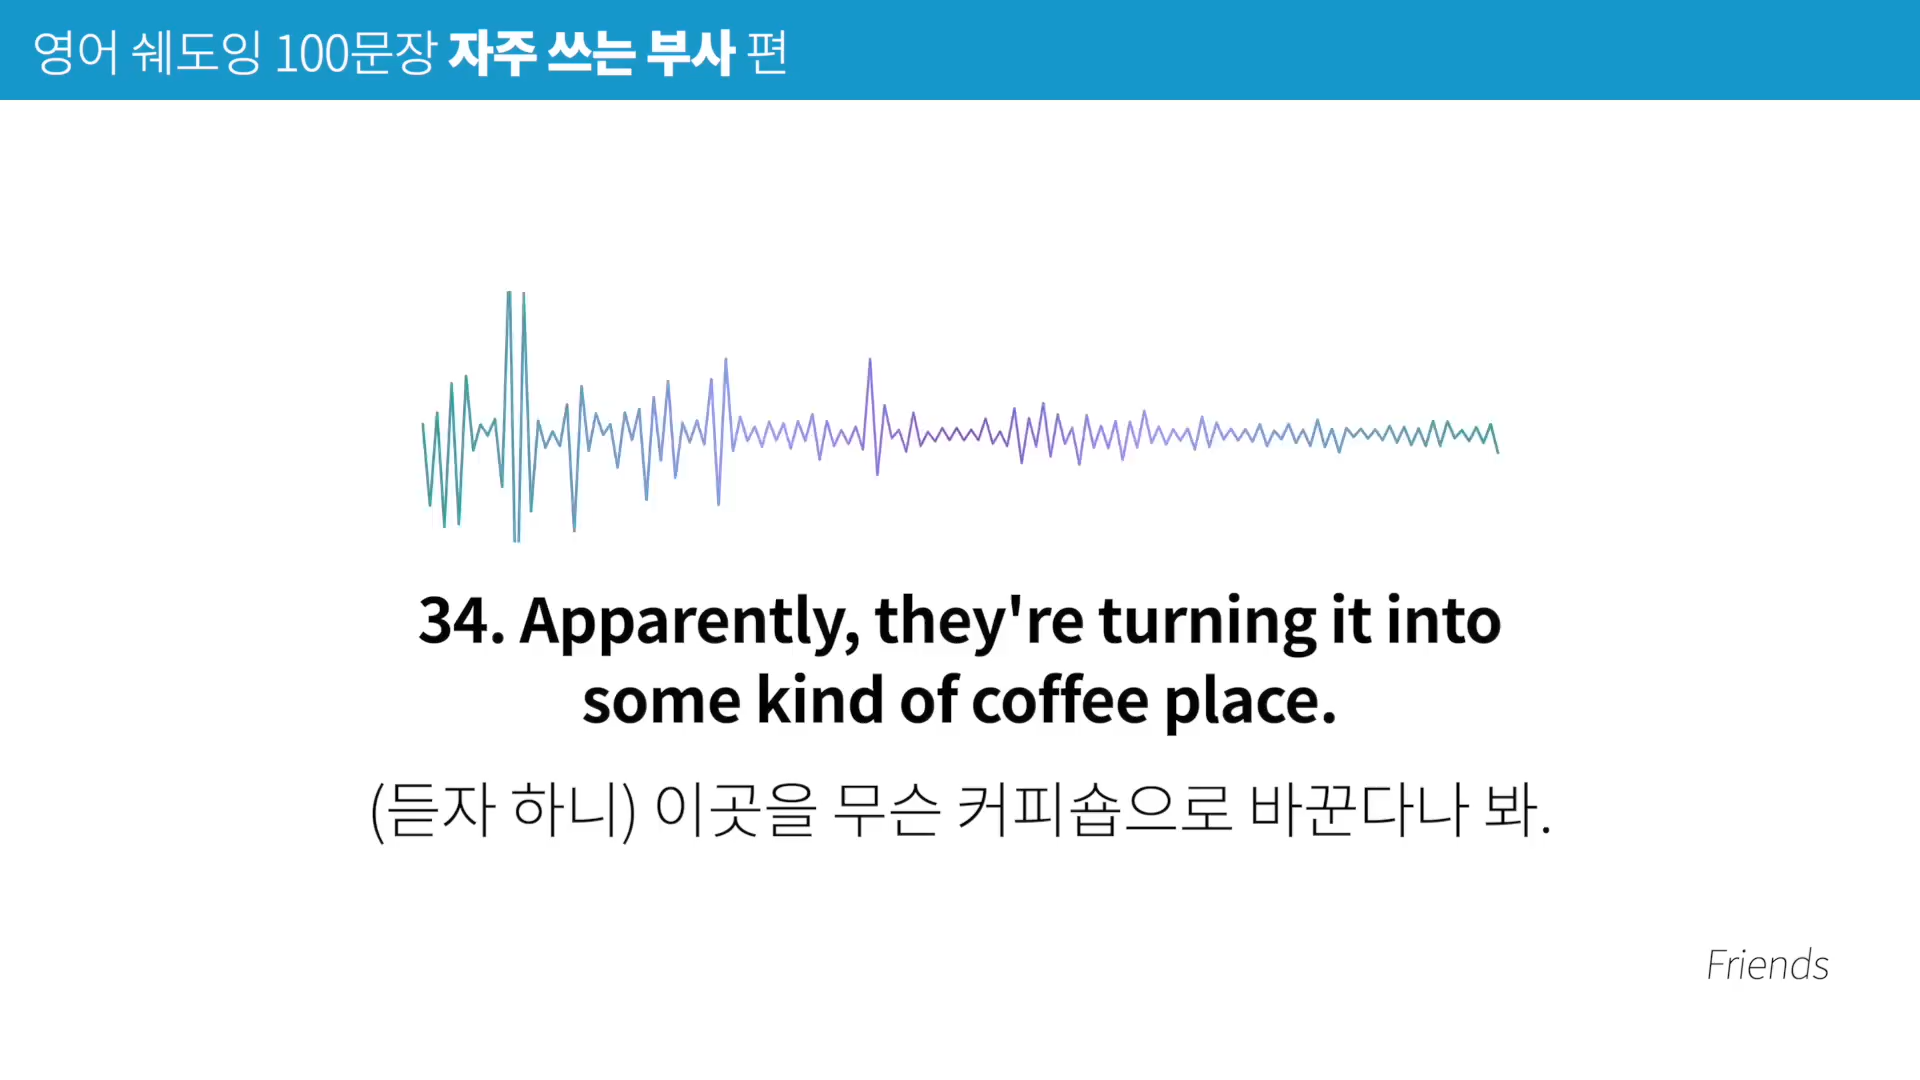 영어 쉐도잉 100문장 자주 쓰는 부사 편
34. Apparently, they're turning it into
some kind of coffee place.
(듣자 하니) 이곳을 무슨 커피숍으로 바꾼다나 봐.
Friends